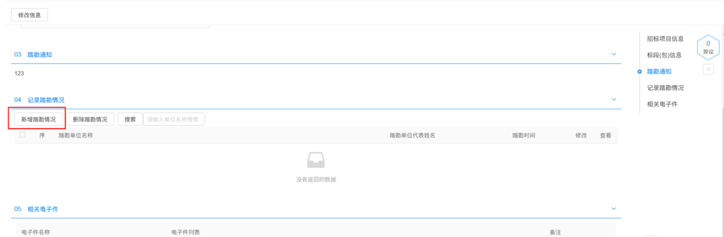 修改信息
03 踏勘通知
123
04 记录踏勘情况
新增踏勘情况 删除踏勘情况 搜索 请输入单位名称搜索
序 踏勘单位名称 踏勘单位代表姓名 踏勘时间 修改 查看
没有返回的数据
05 相关电子件
电子件名称 电子件列表 备注
招标项目信息
标段(包)信息
踏勘通知
记录踏勘情况
相关电子件
0